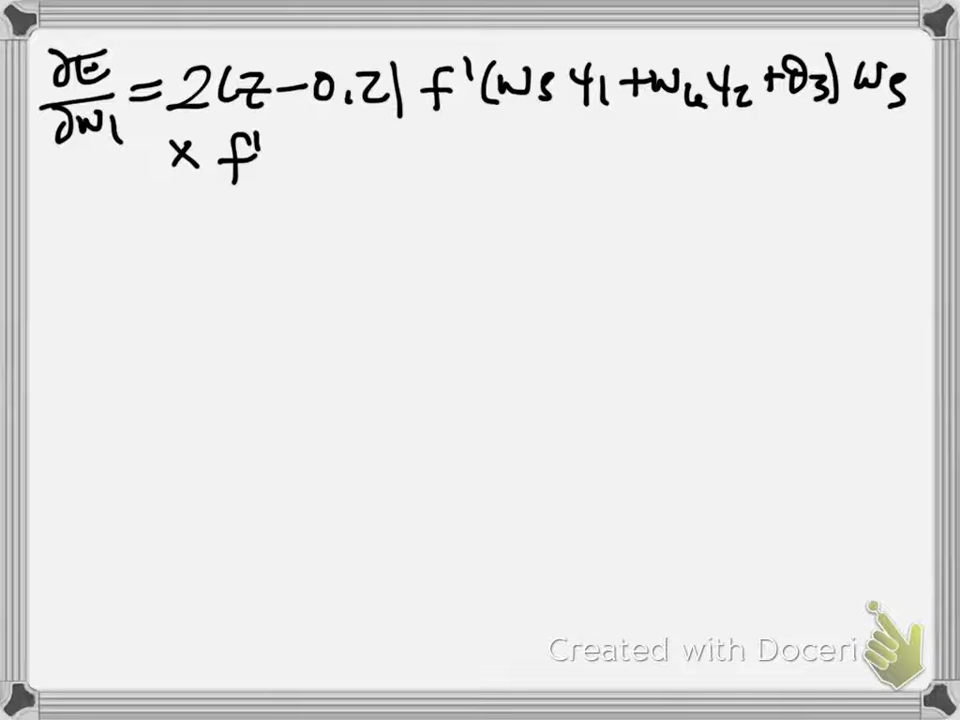 ∂E/∂w1 = 2(z - 0.2) f'(w5 y1 + w6 y2 + θ3) w5
× f'
Created with Doceri